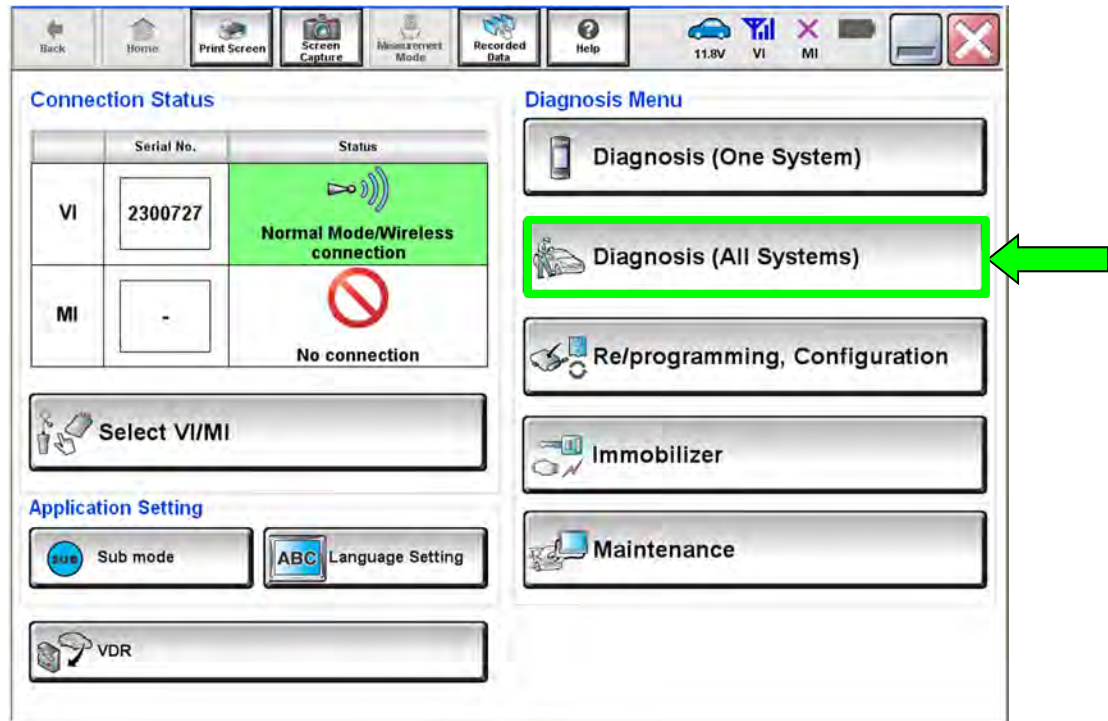 Back
Home
Print Screen
Screen
Capture
Measurement
Mode
Recorded
Data
Help
11.8V
VI
MI
Connection Status
Serial No.
Status
VI
2300727
Normal Mode/Wireless
connection
MI
-
No connection
Select VI/MI
Application Setting
SUB
Sub mode
ABC
Language Setting
VDR
Diagnosis Menu
Diagnosis (One System)
Diagnosis (All Systems)
Re/programming, Configuration
Immobilizer
Maintenance